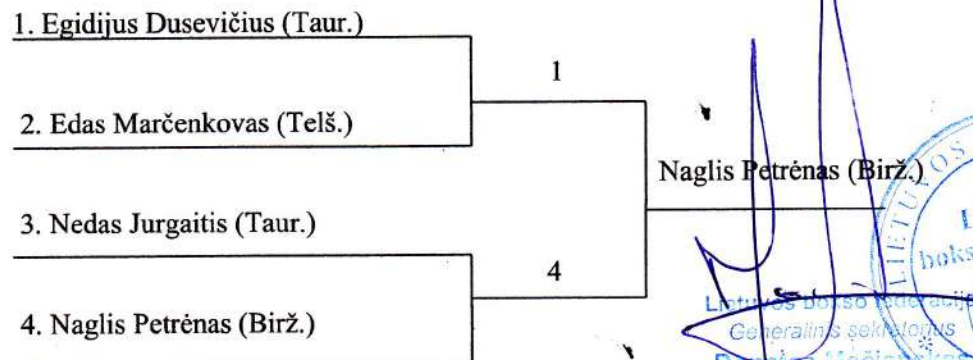 1. Egidijus Dusevičius (Taur.)
1
2. Edas Marčenkovas (Telš.)
Naglis Petrėnas (Birž.)
3. Nedas Jurgaitis (Taur.)
4
4. Naglis Petrėnas (Birž.)
LIETUVOS
Lietuvos bokso federacija
Generalinis sekretorius